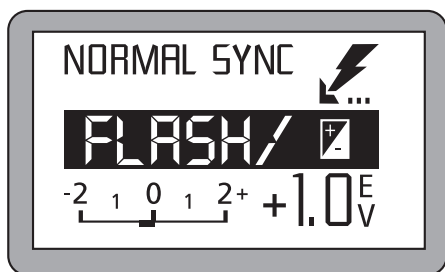 NORMAL SYNC
FLASH/ +-
-2 1 0 1 2+ +1.0 EV